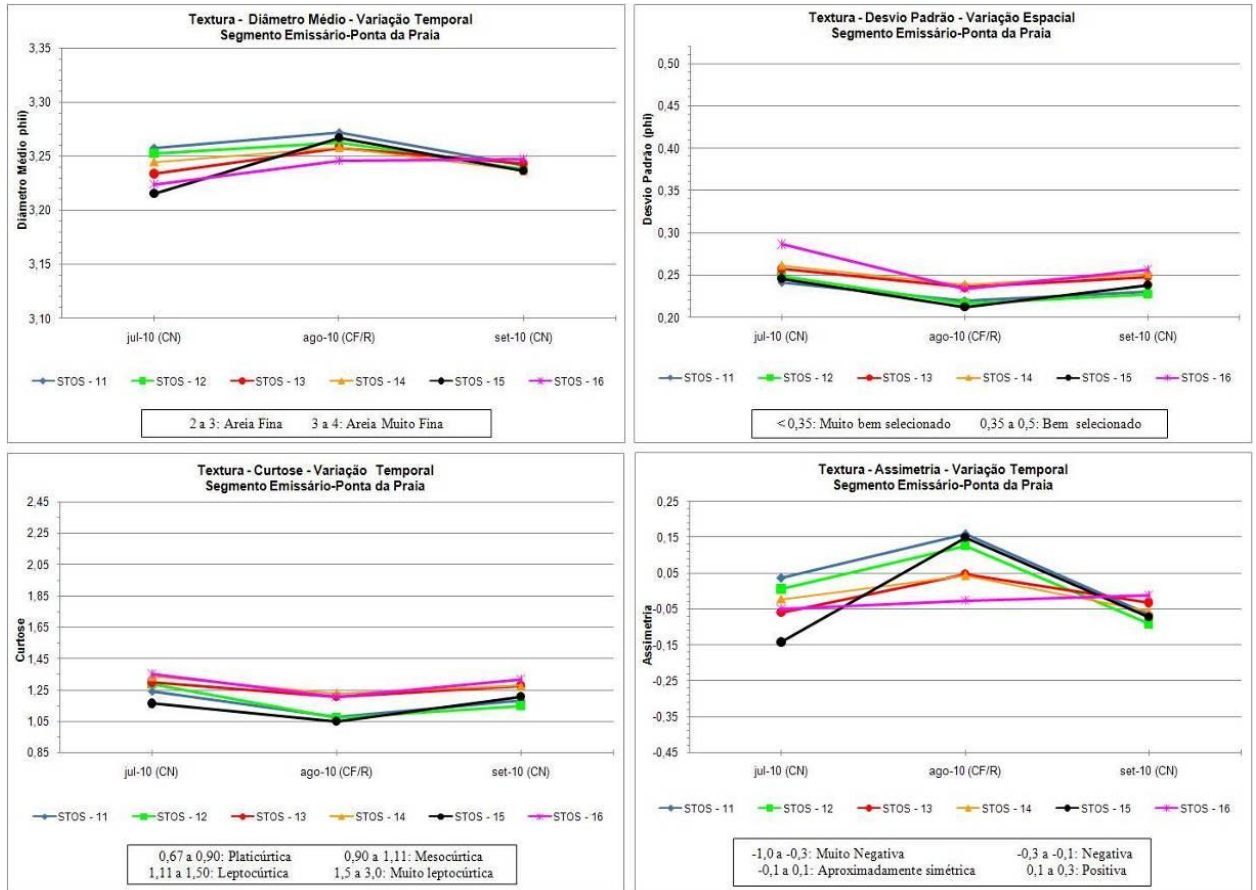 Textura - Diâmetro Médio - Variação Temporal
Segmento Emissário-Ponta da Praia
3,35
3,30
3,25
3,20
3,15
3,10
Diâmetro Médio phii)
jul-10 (CN) ago-10 (CF/R) set-10 (CN)
STOS - 11 STOS - 12 STOS - 13 STOS - 14 STOS - 15 STOS - 16
2 a 3: Areia Fina 3 a 4: Areia Muito Fina
Textura - Desvio Padrão - Variação Espacial
Segmento Emissário-Ponta da Praia
0,50
0,45
0,40
0,35
0,30
0,25
0,20
Desvio Padrão (phi)
jul-10 (CN) ago-10 (CF/R) set-10 (CN)
STOS - 11 STOS - 12 STOS - 13 STOS - 14 STOS - 15 STOS - 16
< 0,35: Muito bem selecionado 0,35 a 0,5: Bem selecionado
Textura - Curtose - Variação Temporal
Segmento Emissário-Ponta da Praia
2,45
2,25
2,05
1,85
1,65
1,45
1,25
1,05
0,85
Curtose
jul-10 (CN) ago-10 (CF/R) set-10 (CN)
STOS - 11 STOS - 12 STOS - 13 STOS - 14 STOS - 15 STOS - 16
0,67 a 0,90: Platicúrtica 0,90 a 1,11: Mesocúrtica
1,11 a 1,50: Leptocúrtica 1,5 a 3,0: Muito leptocúrtica
Textura - Assimetria - Variação Temporal
Segmento Emissário-Ponta da Praia
0,25
0,15
0,05
-0,05
-0,15
-0,25
-0,35
-0,45
Assimetria
jul-10 (CN) ago-10 (CF/R) set-10 (CN)
STOS - 11 STOS - 12 STOS - 13 STOS - 14 STOS - 15 STOS - 16
-1,0 a -0,3: Muito Negativa -0,3 a -0,1: Negativa
-0,1 a 0,1: Aproximadamente simétrica 0,1 a 0,3: Positiva